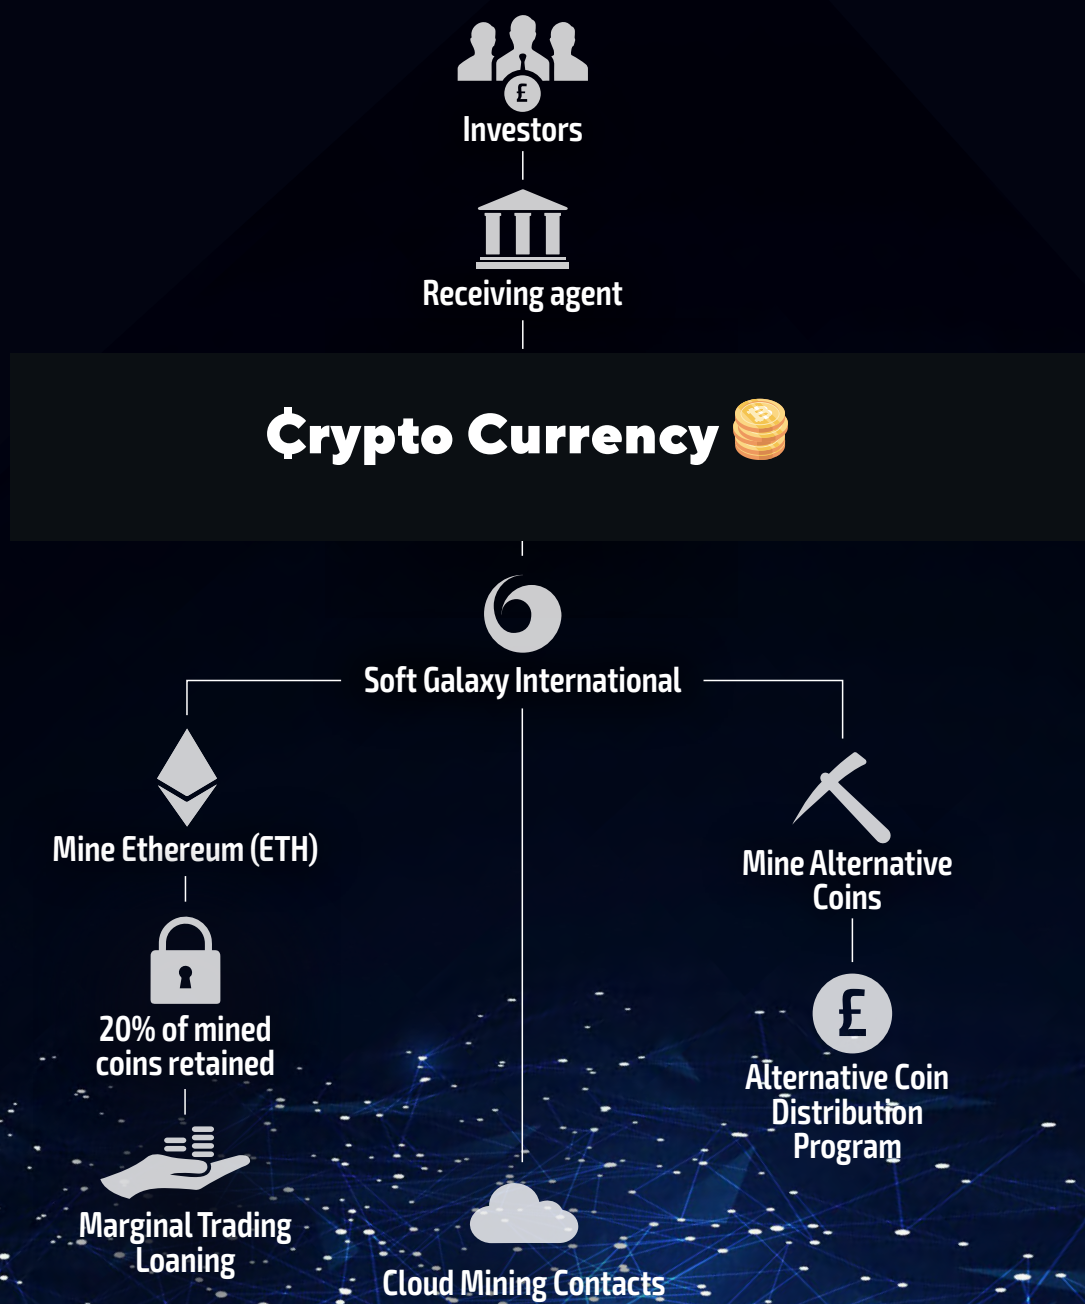 £
Investors
Receiving agent
₵rypto Currency
Soft Galaxy International
Mine Ethereum (ETH)
Mine Alternative
Coins
20% of mined
coins retained
£
Alternative Coin
Distribution
Program
Marginal Trading
Loaning
Cloud Mining Contacts